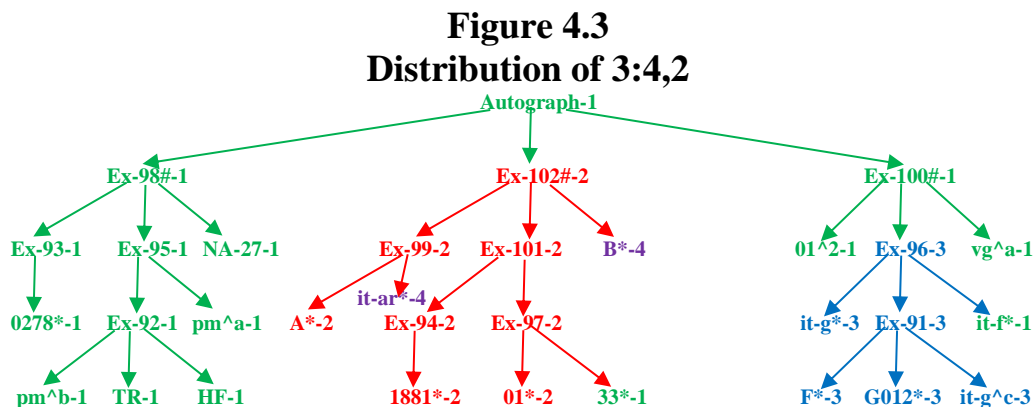 Figure 4.3
Distribution of 3:4,2
Autograph-1
Ex-98#-1 Ex-102#-2 Ex-100#-1
Ex-93-1 Ex-95-1 NA-27-1 Ex-99-2 Ex-101-2 B*-4 01^2-1 Ex-96-3 vg^a-1
it-ar*-4
0278*-1 Ex-92-1 pm^a-1 A*-2 Ex-94-2 Ex-97-2 it-g*-3 Ex-91-3 it-f*-1
pm^b-1 TR-1 HF-1 1881*-2 01*-2 33*-1 F*-3 G012*-3 it-g^c-3